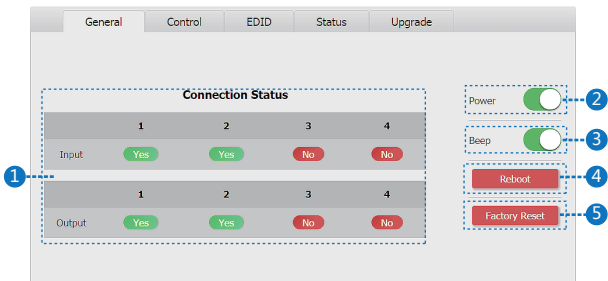 General Control EDID Status Upgrade
Connection Status
1 2 3 4
Input Yes Yes No No
1 2 3 4
Output Yes Yes No No
1
Power 2
Beep 3
Reboot 4
Factory Reset 5